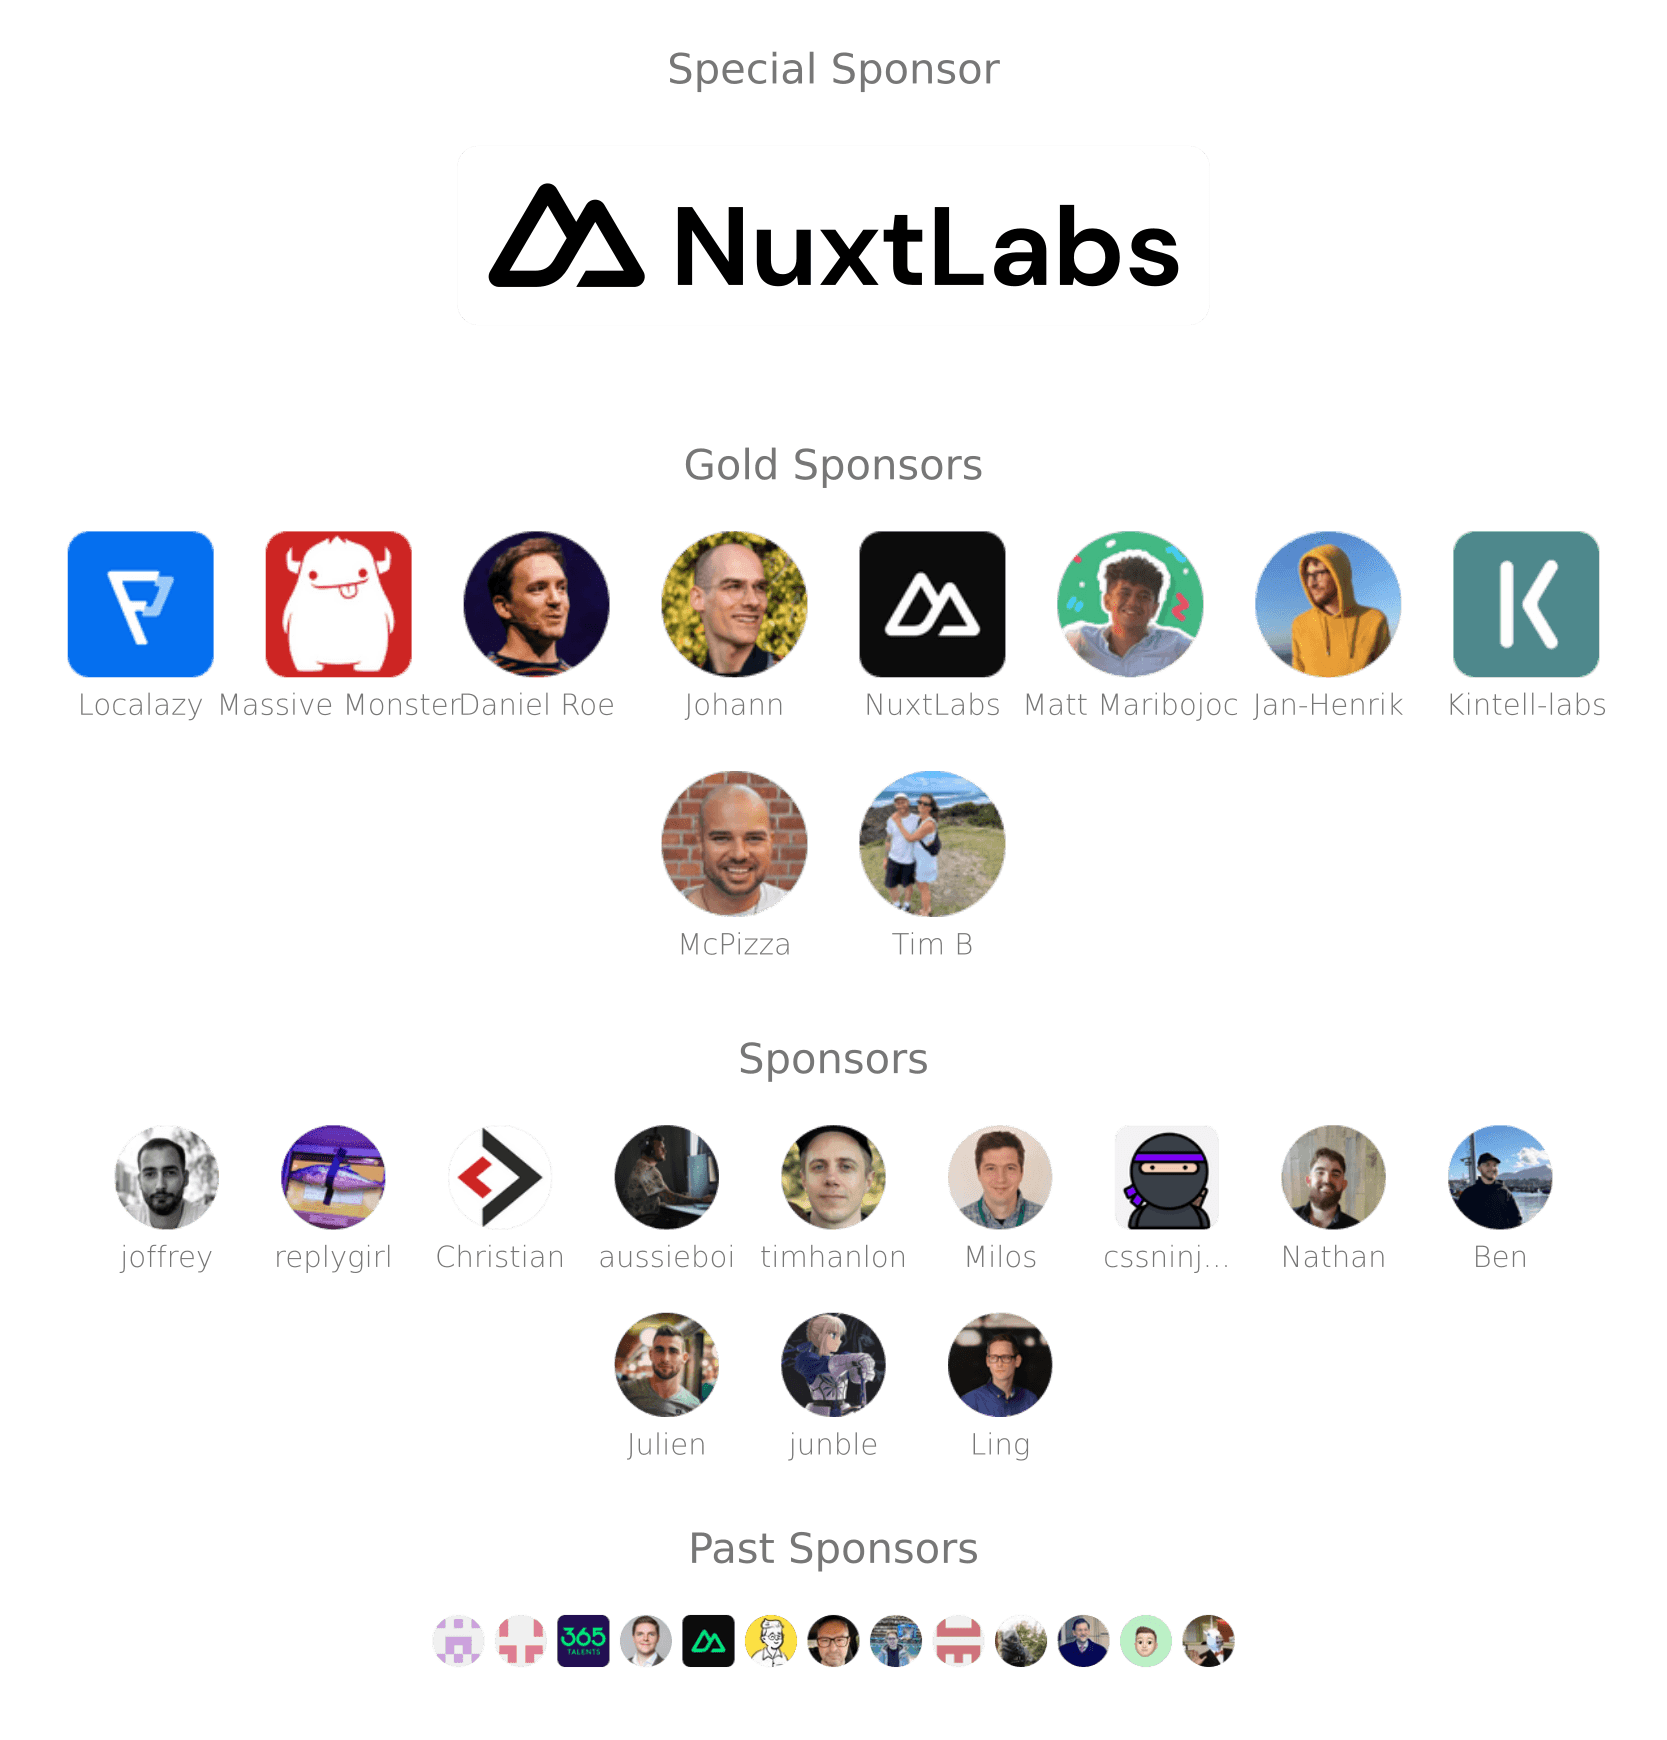 Special Sponsor
NuxtLabs
Gold Sponsors
Localazy Massive Monster Daniel Roe Johann NuxtLabs Matt Maribojoc Jan-Henrik Kintell-labs
McPizza Tim B
Sponsors
joffrey replygirl Christian aussieboi timhanlon Milos cssninj... Nathan Ben
Julien junble Ling
Past Sponsors
365
TALENTS